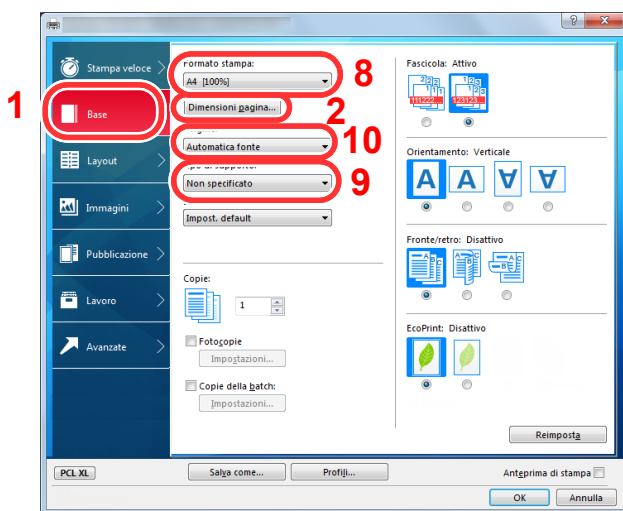 1
Stampa veloce
Base
Layout
Immagini
Pubblicazione
Lavoro
Avanzate
Formato stampa:
A4 [100%]
8
Dimensioni pagina...
2
Automatica fonte
10
Non specificato
9
Impost. default
Copie:
1
Fotocopie
Impostazioni...
Copie della batch:
Impostazioni...
Fascicola: Attivo
111222...
123123...
Orientamento: Verticale
A A A A
Fronte/retro: Disattivo
EcoPrint: Disattivo
Reimposta
PCL XL
Salva come...
Profili...
Anteprima di stampa
OK
Annulla